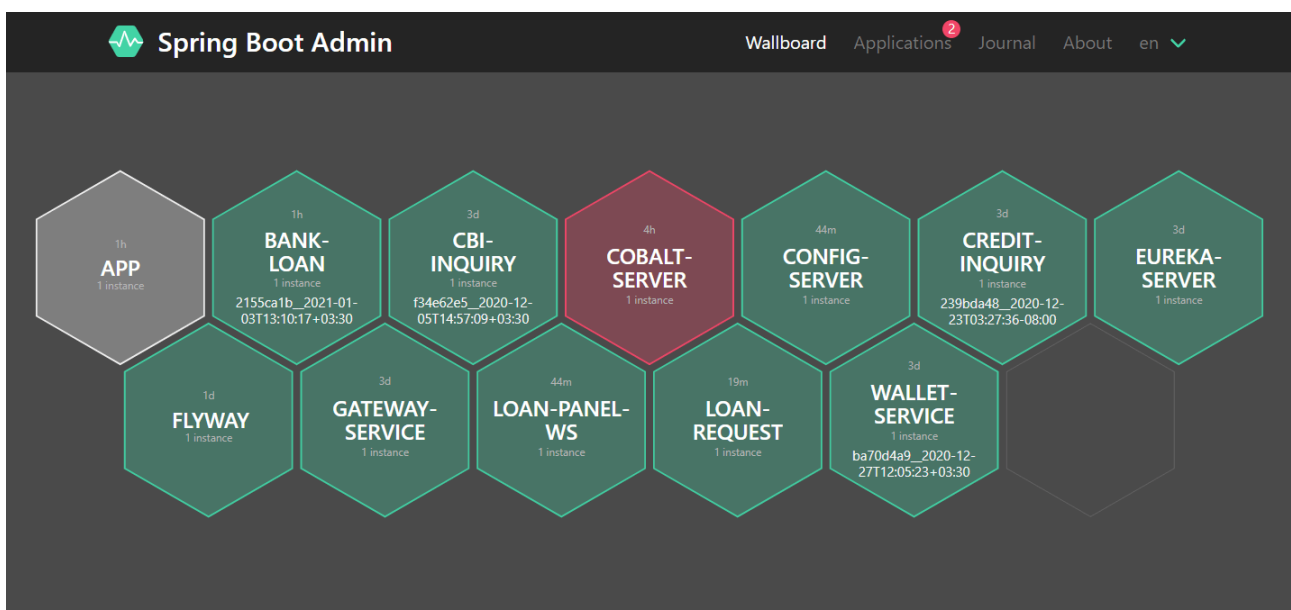 Spring Boot Admin
Wallboard
Applications
2
Journal
About
en
1h
APP
1 instance
1h
BANK-
LOAN
1 instance
2155ca1b__2021-01-
03T13:10:17+03:30
3d
CBI-
INQUIRY
1 instance
f34e62e5__2020-12-
05T14:57:09+03:30
4h
COBALT-
SERVER
1 instance
44m
CONFIG-
SERVER
1 instance
3d
CREDIT-
INQUIRY
1 instance
239bda48__2020-12-
23T03:27:36-08:00
3d
EUREKA-
SERVER
1 instance
1d
FLYWAY
1 instance
3d
GATEWAY-
SERVICE
1 instance
44m
LOAN-PANEL-
WS
1 instance
19m
LOAN-
REQUEST
1 instance
3d
WALLET-
SERVICE
1 instance
ba70d4a9__2020-12-
27T12:05:23+03:30